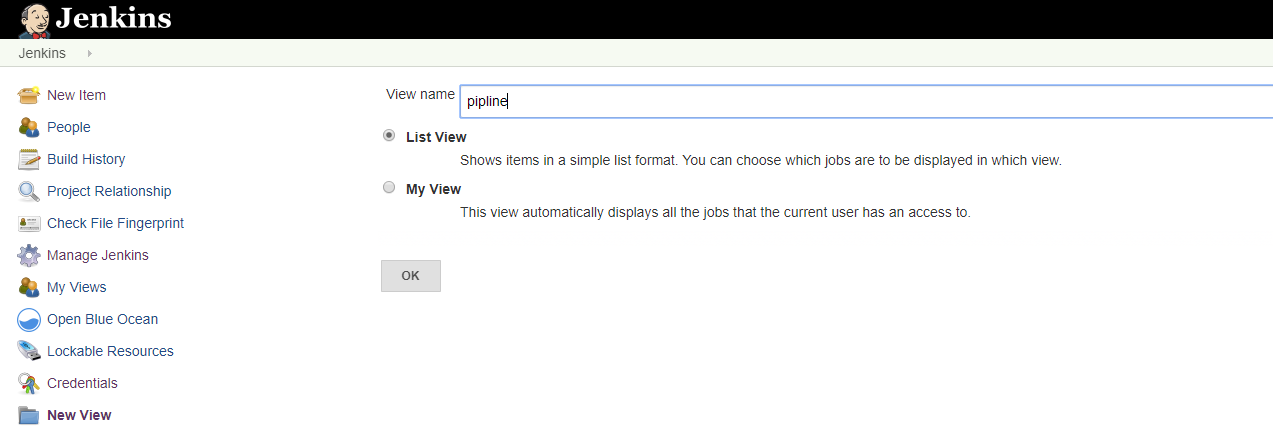 Jenkins
Jenkins
New Item
People
Build History
Project Relationship
Check File Fingerprint
Manage Jenkins
My Views
Open Blue Ocean
Lockable Resources
Credentials
New View
View name pipline
List View
Shows items in a simple list format. You can choose which jobs are to be displayed in which view.
My View
This view automatically displays all the jobs that the current user has an access to.
OK